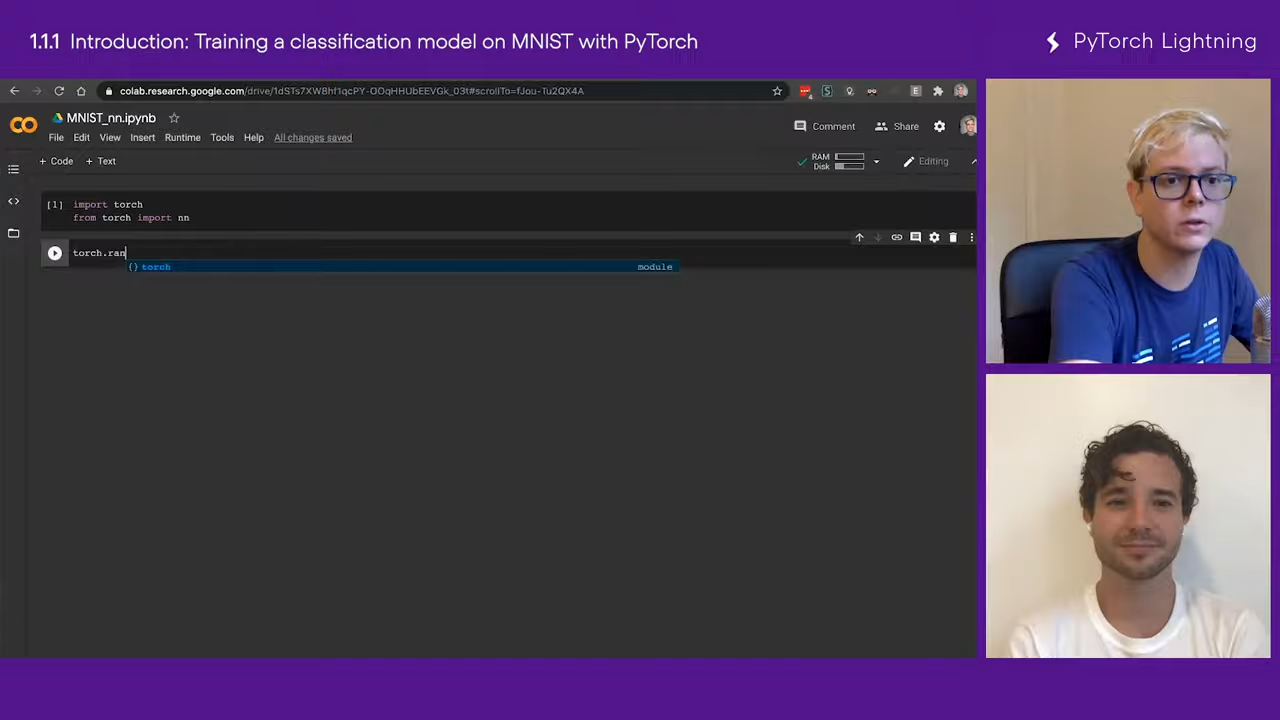 1.1.1 Introduction: Training a classification model on MNIST with PyTorch
PyTorch Lightning
colab.research.google.com/drive/1dSTs7XW8hf1qcPY-OOqHHUbEEVGk_03t#scrollTo=fJou-Tu2QX4A
MNIST_nn.ipynb
Comment
Share
File Edit View Insert Runtime Tools Help All changes saved
+ Code + Text
RAM
Disk
Editing
[1] import torch
from torch import nn
torch.ran
{} torch module